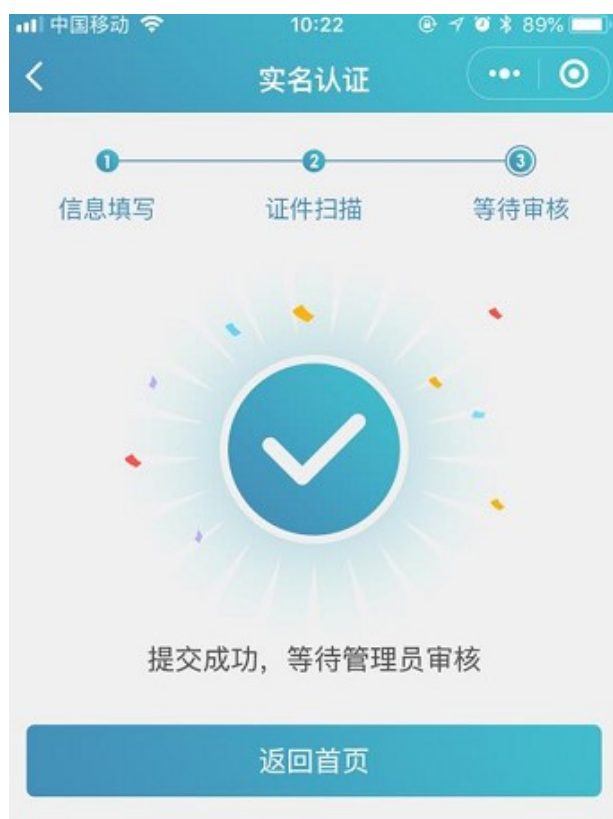 中国移动 10:22 89%
实名认证
1 2 3
信息填写 证件扫描 等待审核
提交成功，等待管理员审核
返回首页